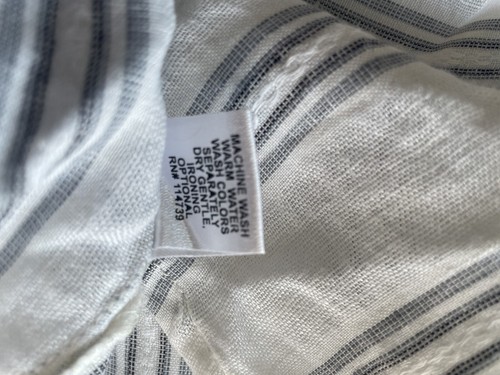 MACHINE WASH
WARM WATER
WASH COLORS
SEPARATELY
DRY GENTLE.
IRONING
OPTIONAL
RN# 114739